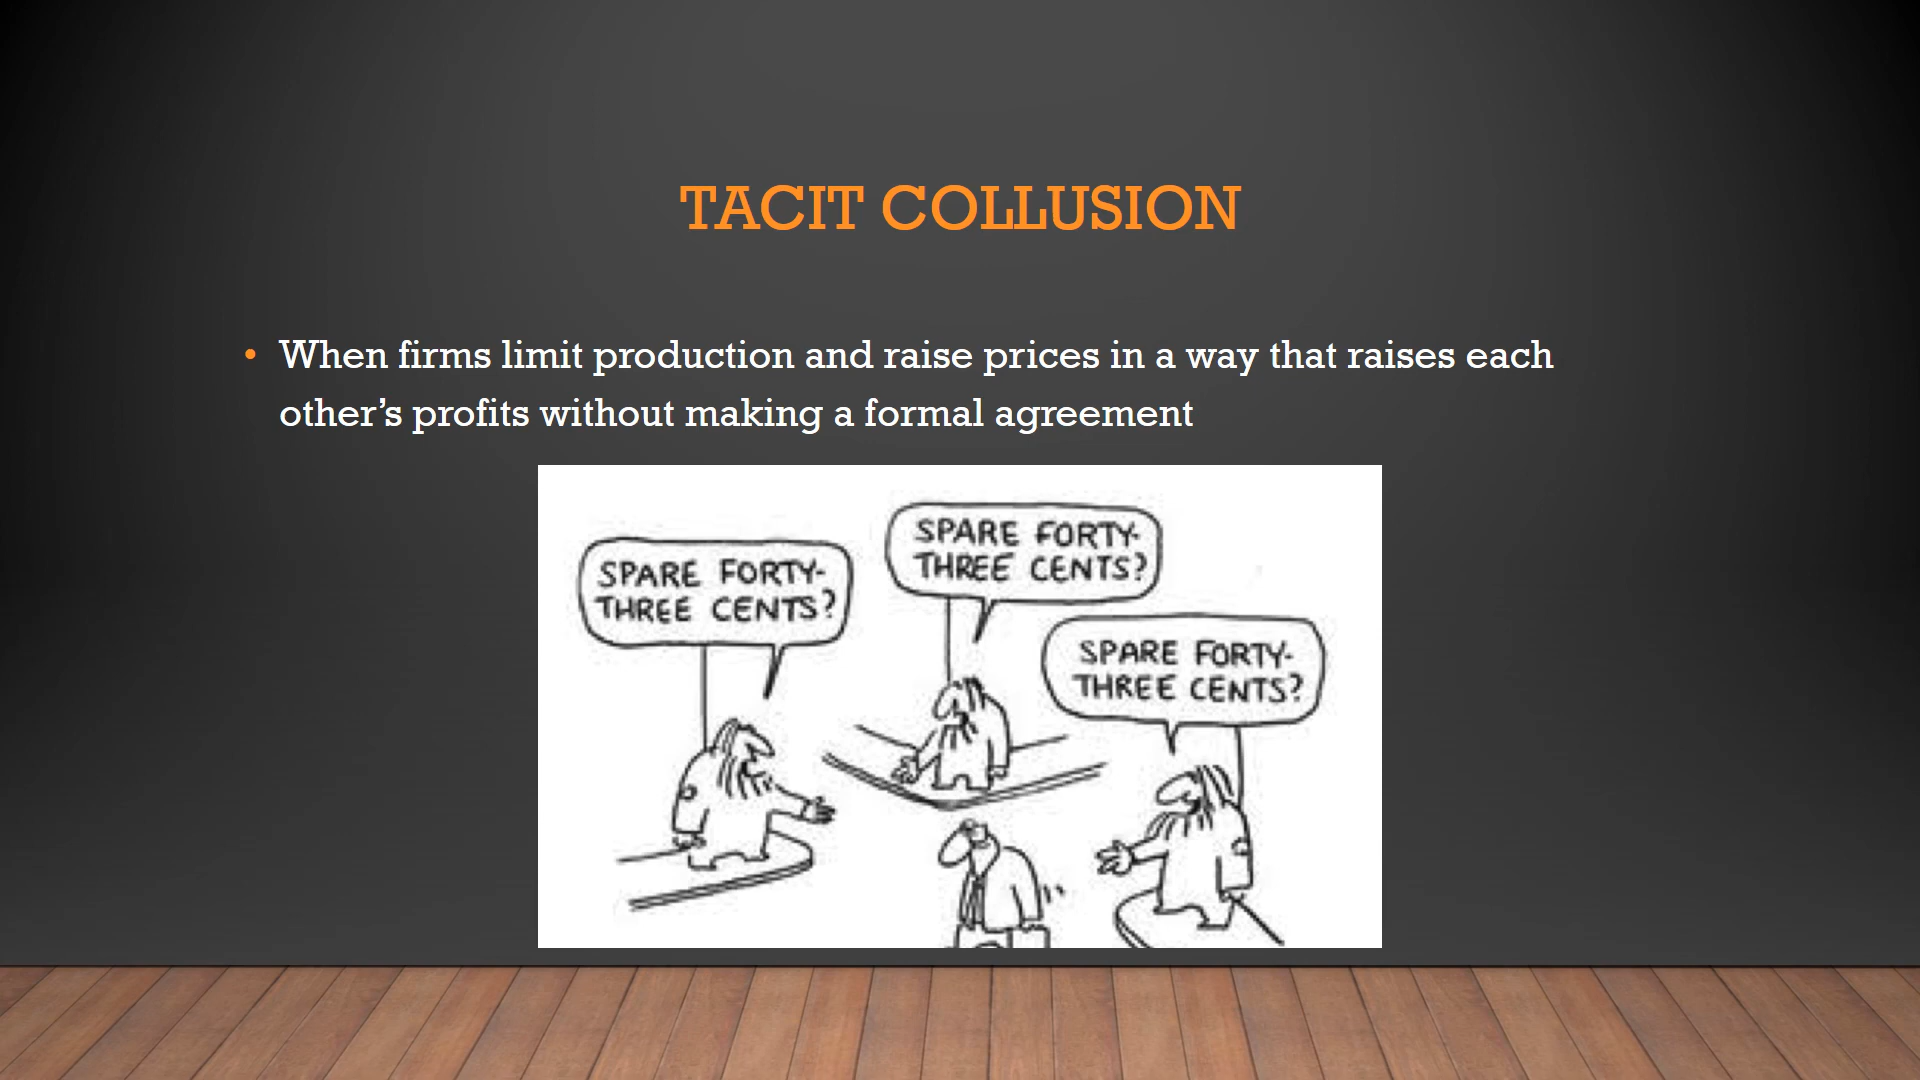 TACIT COLLUSION
• When firms limit production and raise prices in a way that raises each
other’s profits without making a formal agreement
SPARE FORTY-
THREE CENTS?
SPARE FORTY-
THREE CENTS?
SPARE FORTY-
THREE CENTS?